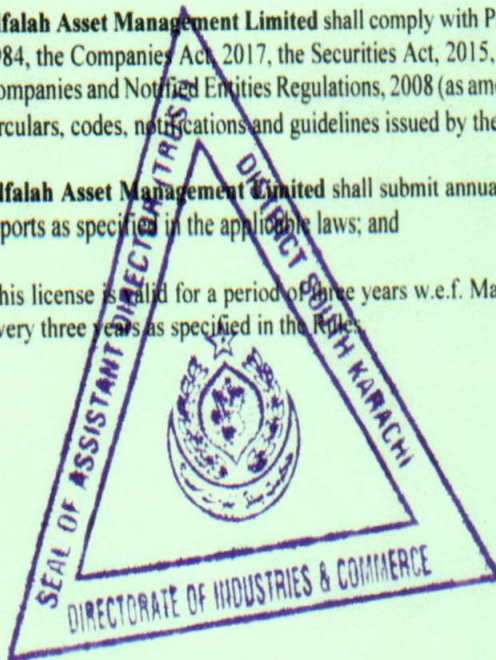 lfalah Asset Management Limited shall comply with P
984, the Companies Act, 2017, the Securities Act, 2015,
ompanies and Notified Entities Regulations, 2008 (as ame
rculars, codes, notifications and guidelines issued by the
lfalah Asset Management Limited shall submit annua
ports as specified in the applicable laws; and
his license is valid for a period of three years w.e.f. Ma
very three years as specified in the Rules.
SEAL OF ASSISTANT DIRECTOR (TRUST)
DISTRICT SOUTH KARACHI
DIRECTORATE OF INDUSTRIES & COMMERCE